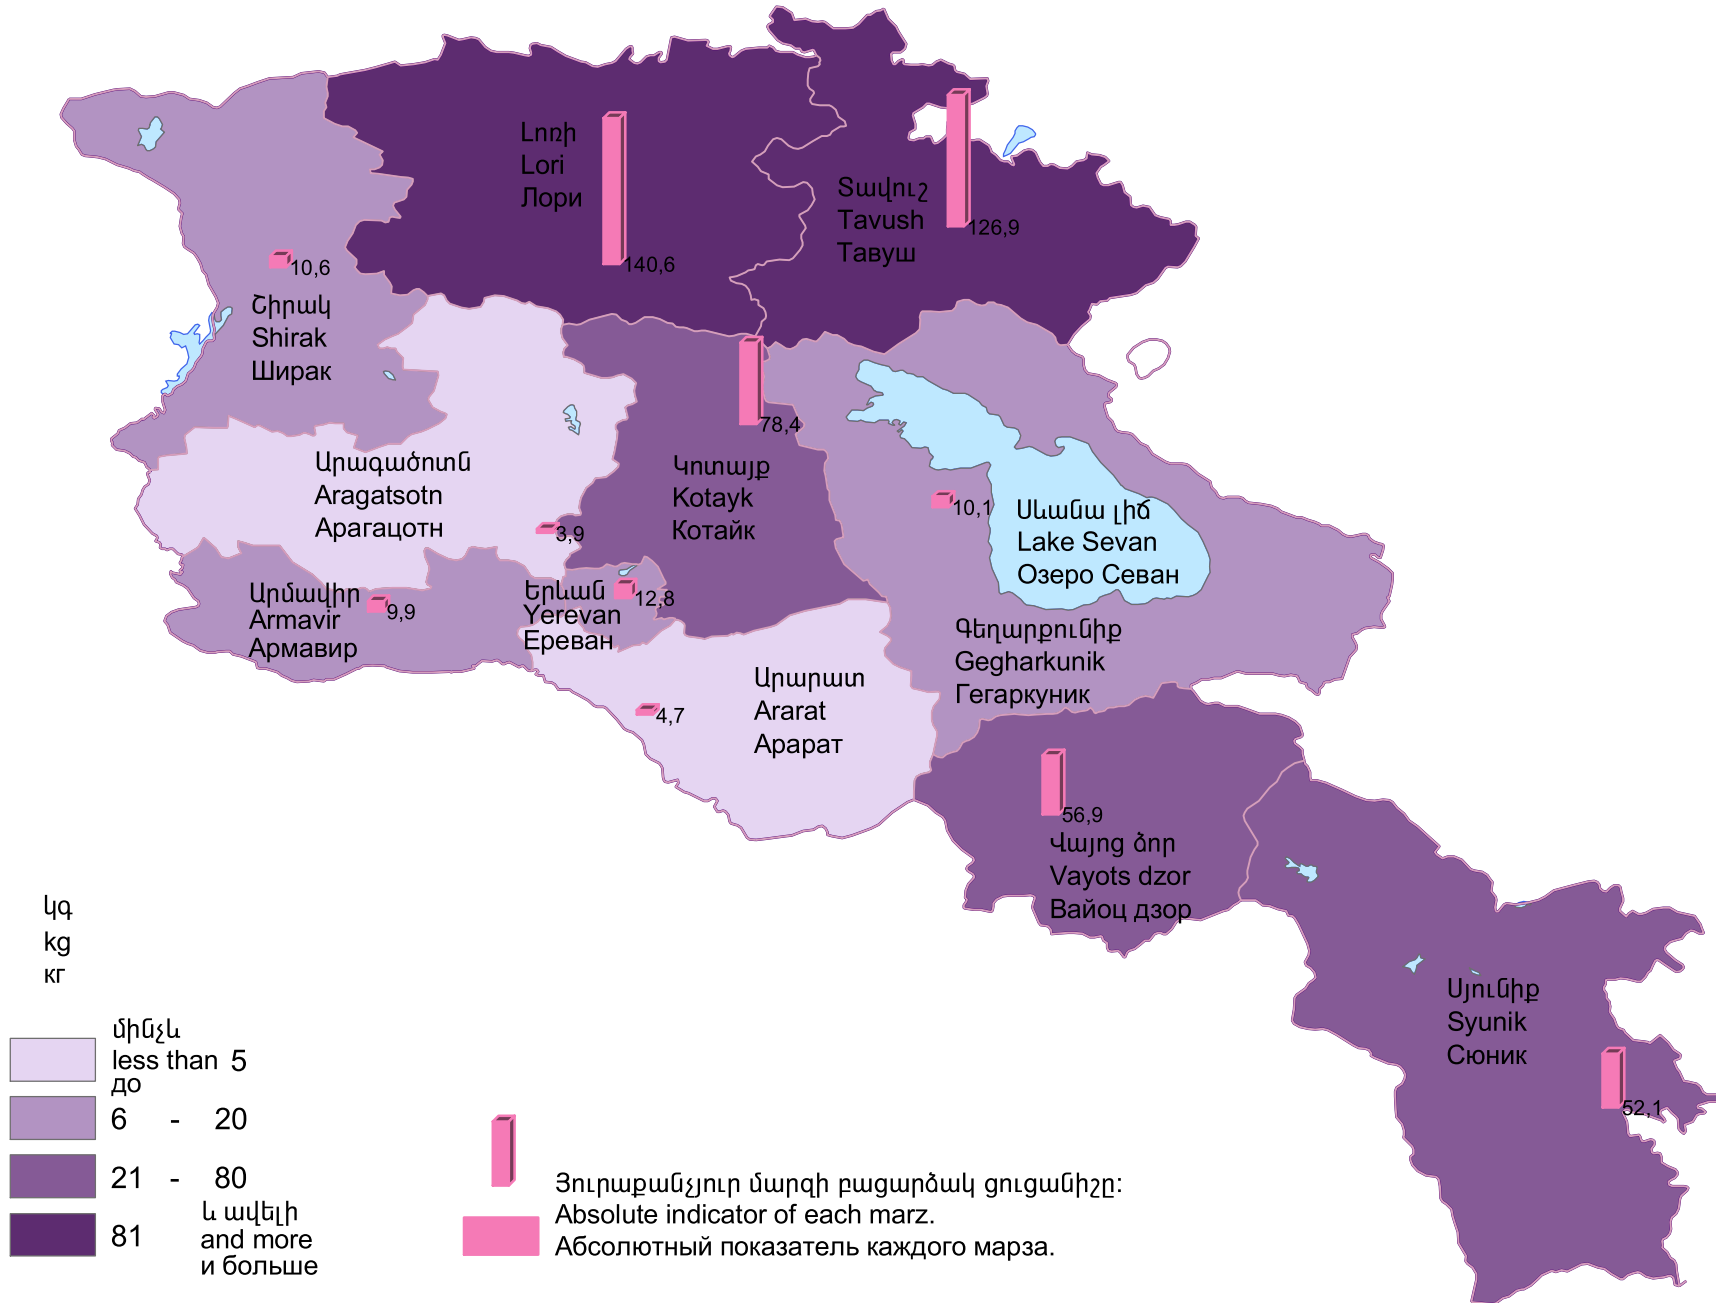 Լոռի
Lori
Лори
140,6
Տավուշ
Tavush
Тавуш
126,9
10,6
Շիրակ
Shirak
Ширак
78,4
Կոտայք
Kotayk
Котайк
Արագածոտն
Aragatsotn
Арагацотн
3,9
10,1
Սևանա լիճ
Lake Sevan
Озеро Севан
Արմավիր
Armavir
Армавир
9,9
Երևան
Yerevan
Ереван
12,8
Գեղարքունիք
Gegharkunik
Гегаркуник
Արարատ
Ararat
Арарат
4,7
56,9
Վայոց ձոր
Vayots dzor
Вайоц дзор
Սյունիք
Syunik
Сюник
52,1
կգ
kg
кг
մինչև
less than 5
до
6 - 20
21 - 80
81 և ավելի
and more
и больше
Յուրաքանչյուր մարզի բացարձակ ցուցանիշը:
Absolute indicator of each marz.
Абсолютный показатель каждого марза.